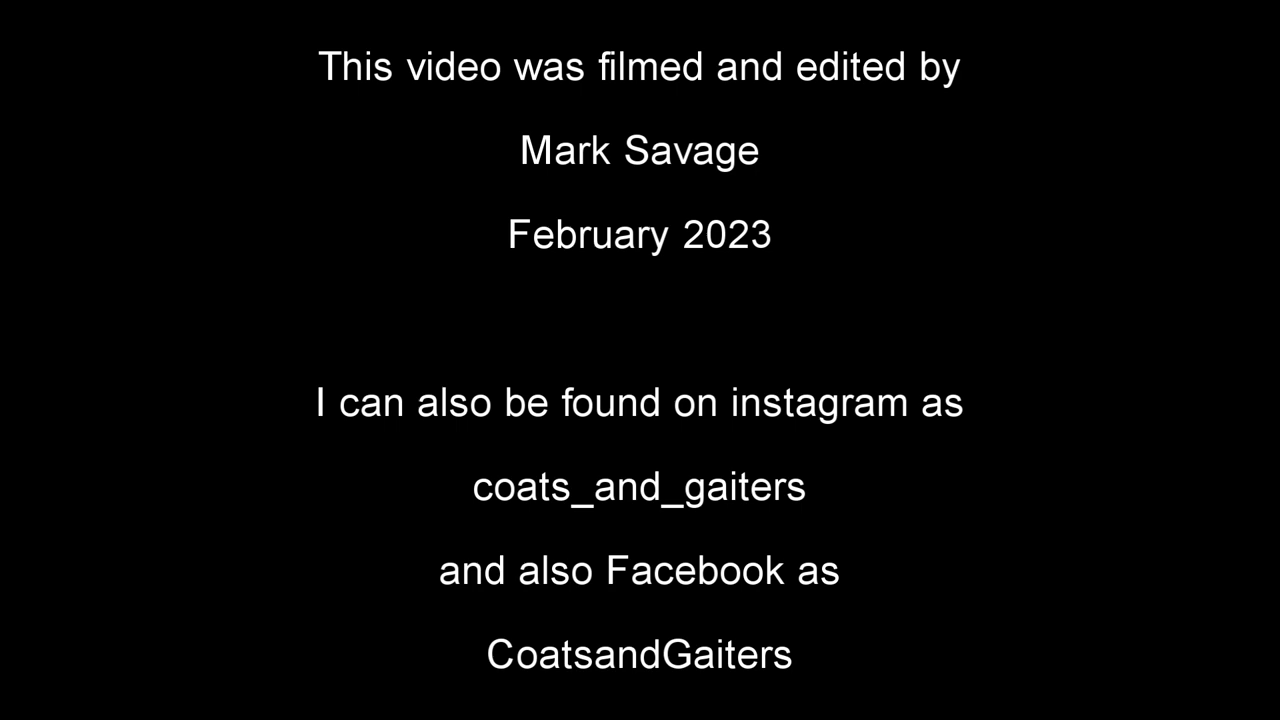 This video was filmed and edited by
Mark Savage
February 2023
I can also be found on instagram as
coats_and_gaiters
and also Facebook as
CoatsandGaiters